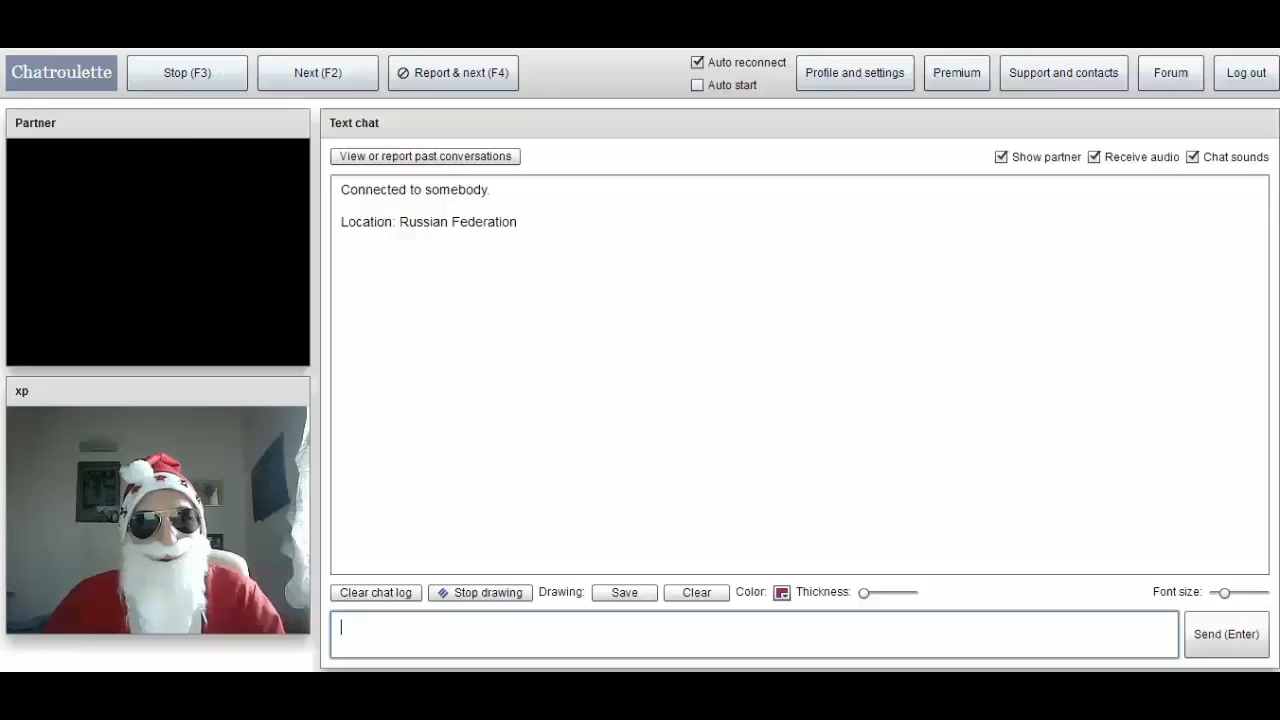 Chatroulette
Stop (F3)
Next (F2)
Report & next (F4)
Auto reconnect
Auto start
Profile and settings
Premium
Support and contacts
Forum
Log out
Partner
Text chat
View or report past conversations
Show partner
Receive audio
Chat sounds
Connected to somebody.
Location: Russian Federation
xp
Clear chat log
Stop drawing
Drawing:
Save
Clear
Color:
Thickness:
Font size:
Send (Enter)